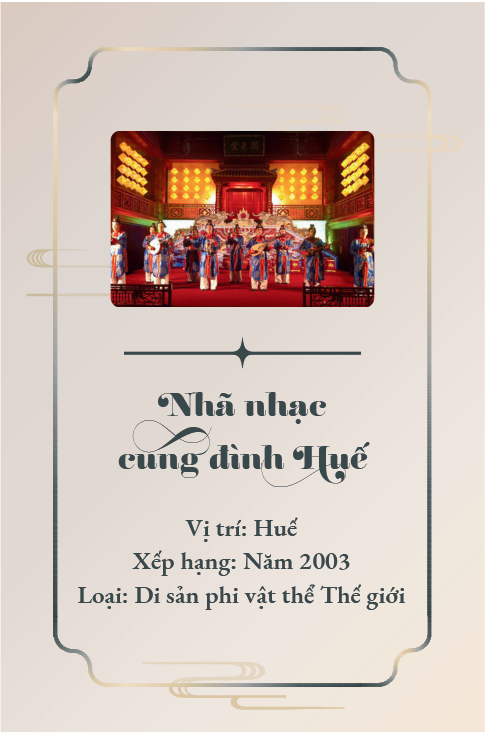 Nhã nhạc
cung đình Huế
Vị trí: Huế
Xếp hạng: Năm 2003
Loại: Di sản phi vật thể Thế giới